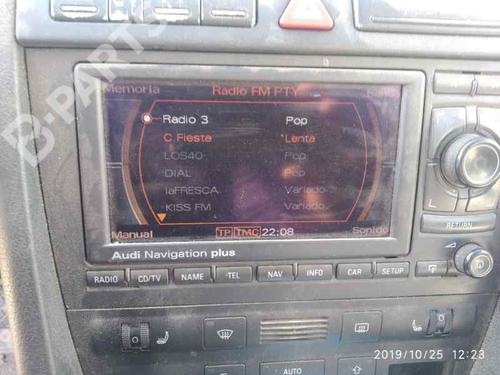 B-PARTS
Memoria Radio FM PTY
Radio 3 Pop
C Fiesta 'Lenta
LOS40 Pop
DIAL Pop
laFRESCA Variado
KISS FM Variado
Manual TP TMC 22:08 Sonido
Audi Navigation plus
RETURN
RADIO CD/TV NAME -TEL NAV INFO CAR SETUP
AUTO
2019/10/25 12:23